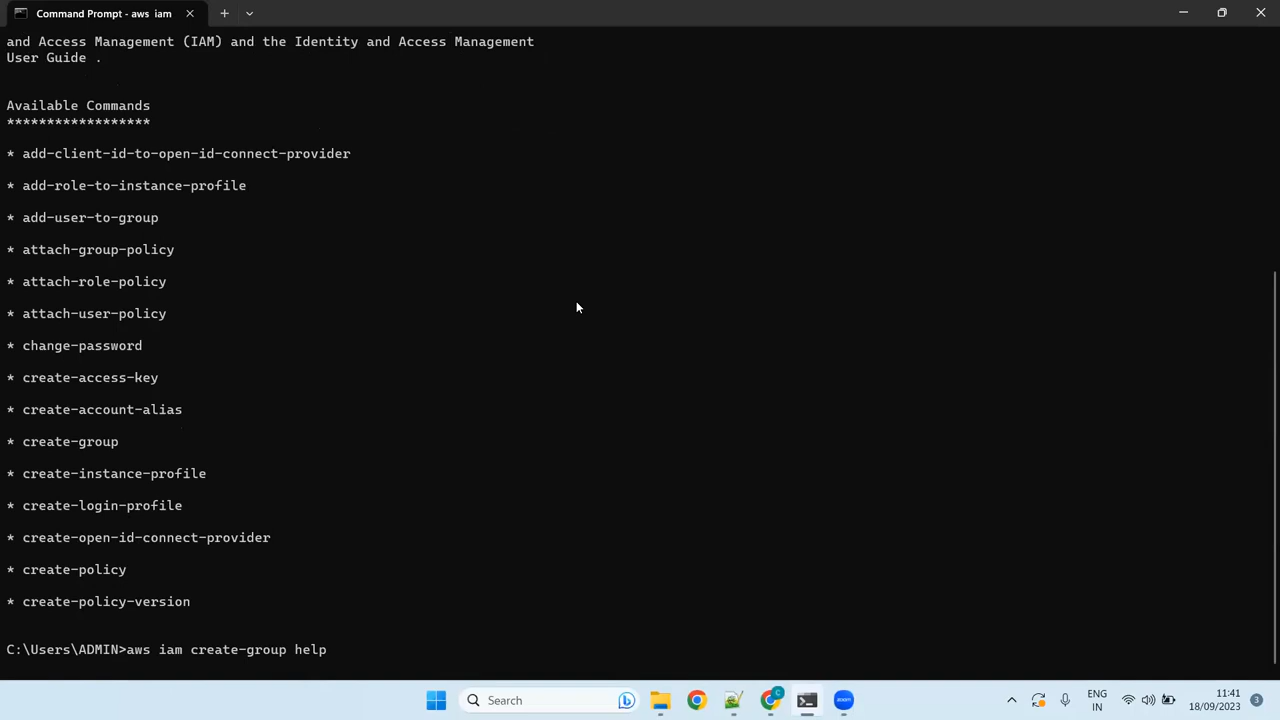 Command Prompt - aws  iam
and Access Management (IAM) and the Identity and Access Management
User Guide .
Available Commands
******************
* add-client-id-to-open-id-connect-provider
* add-role-to-instance-profile
* add-user-to-group
* attach-group-policy
* attach-role-policy
* attach-user-policy
* change-password
* create-access-key
* create-account-alias
* create-group
* create-instance-profile
* create-login-profile
* create-open-id-connect-provider
* create-policy
* create-policy-version
C:\Users\ADMIN>aws iam create-group help
Search
zoom
C
ENG
IN
11:41
18/09/2023
3